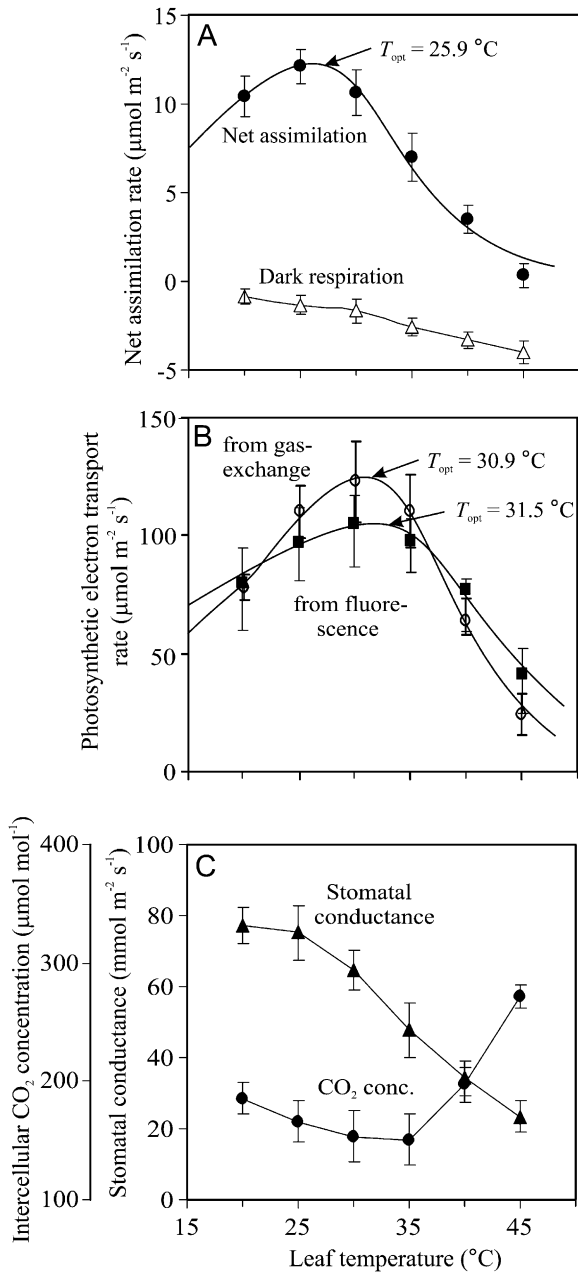 A
15
10
5
0
-5
Net assimilation rate (μmol m-2 s-1)
Topt = 25.9 °C
Net assimilation
Dark respiration
B
150
100
50
0
Photosynthetic electron transport
rate (μmol m-2 s-1)
from gas-
exchange
Topt = 30.9 °C
Topt = 31.5 °C
from fluore-
scence
C
400
300
200
100
Intercellular CO2 concentration (μmol mol-1)
100
80
60
40
20
0
Stomatal conductance (mmol m-2 s-1)
Stomatal
conductance
CO2 conc.
15 25 35 45
Leaf temperature (°C)